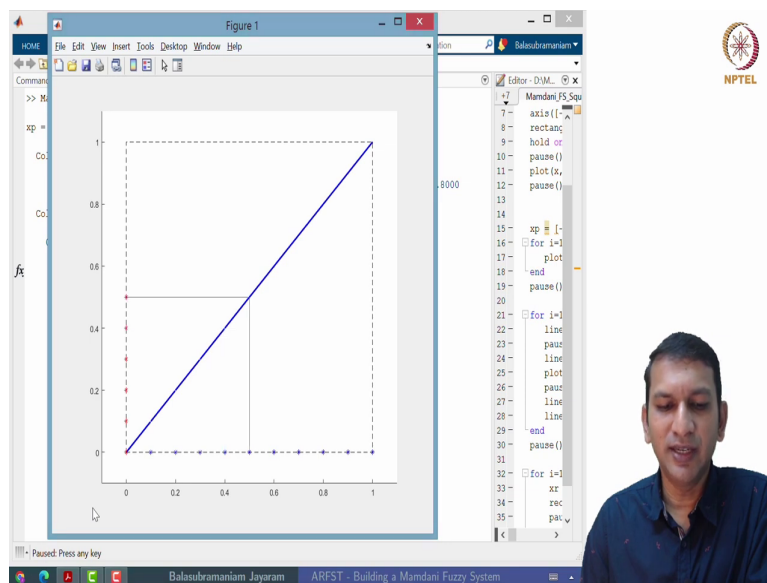 Figure 1
HOME
File Edit View Insert Tools Desktop Window Help
Balasubramaniam
NPTEL
Editor - D:\M...
+7 Mamdani_FS_Squ
>>
xp =
fx
.8000
1
0.8
0.6
0.4
0.2
0
0 0.2 0.4 0.6 0.8 1
7 axis([-
8 rectang
9 hold on
10 pause()
11 plot(x,
12 pause()
13
14
15 xp = [-
16 for i=1
17 plot
18 end
19 pause()
20
21 for i=1
22 line
23 paus
24 line
25 plot
26 paus
27 line
28 line
29 end
30 pause()
31
32 for i=1
33 xr
34 rec
35 pau
Paused: Press any key
Balasubramaniam Jayaram ARFST - Building a Mamdani Fuzzy System